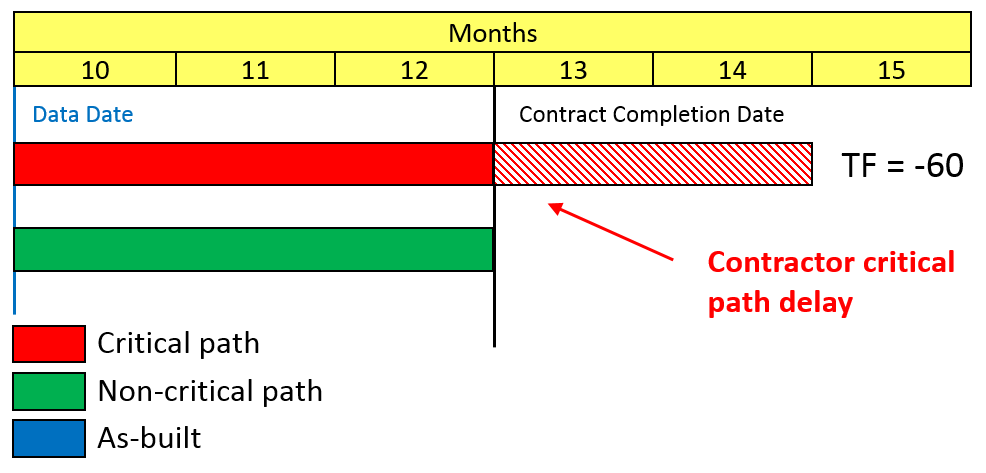 Months
10 11 12 13 14 15
Data Date Contract Completion Date
TF = -60
Contractor critical
path delay
Critical path
Non-critical path
As-built